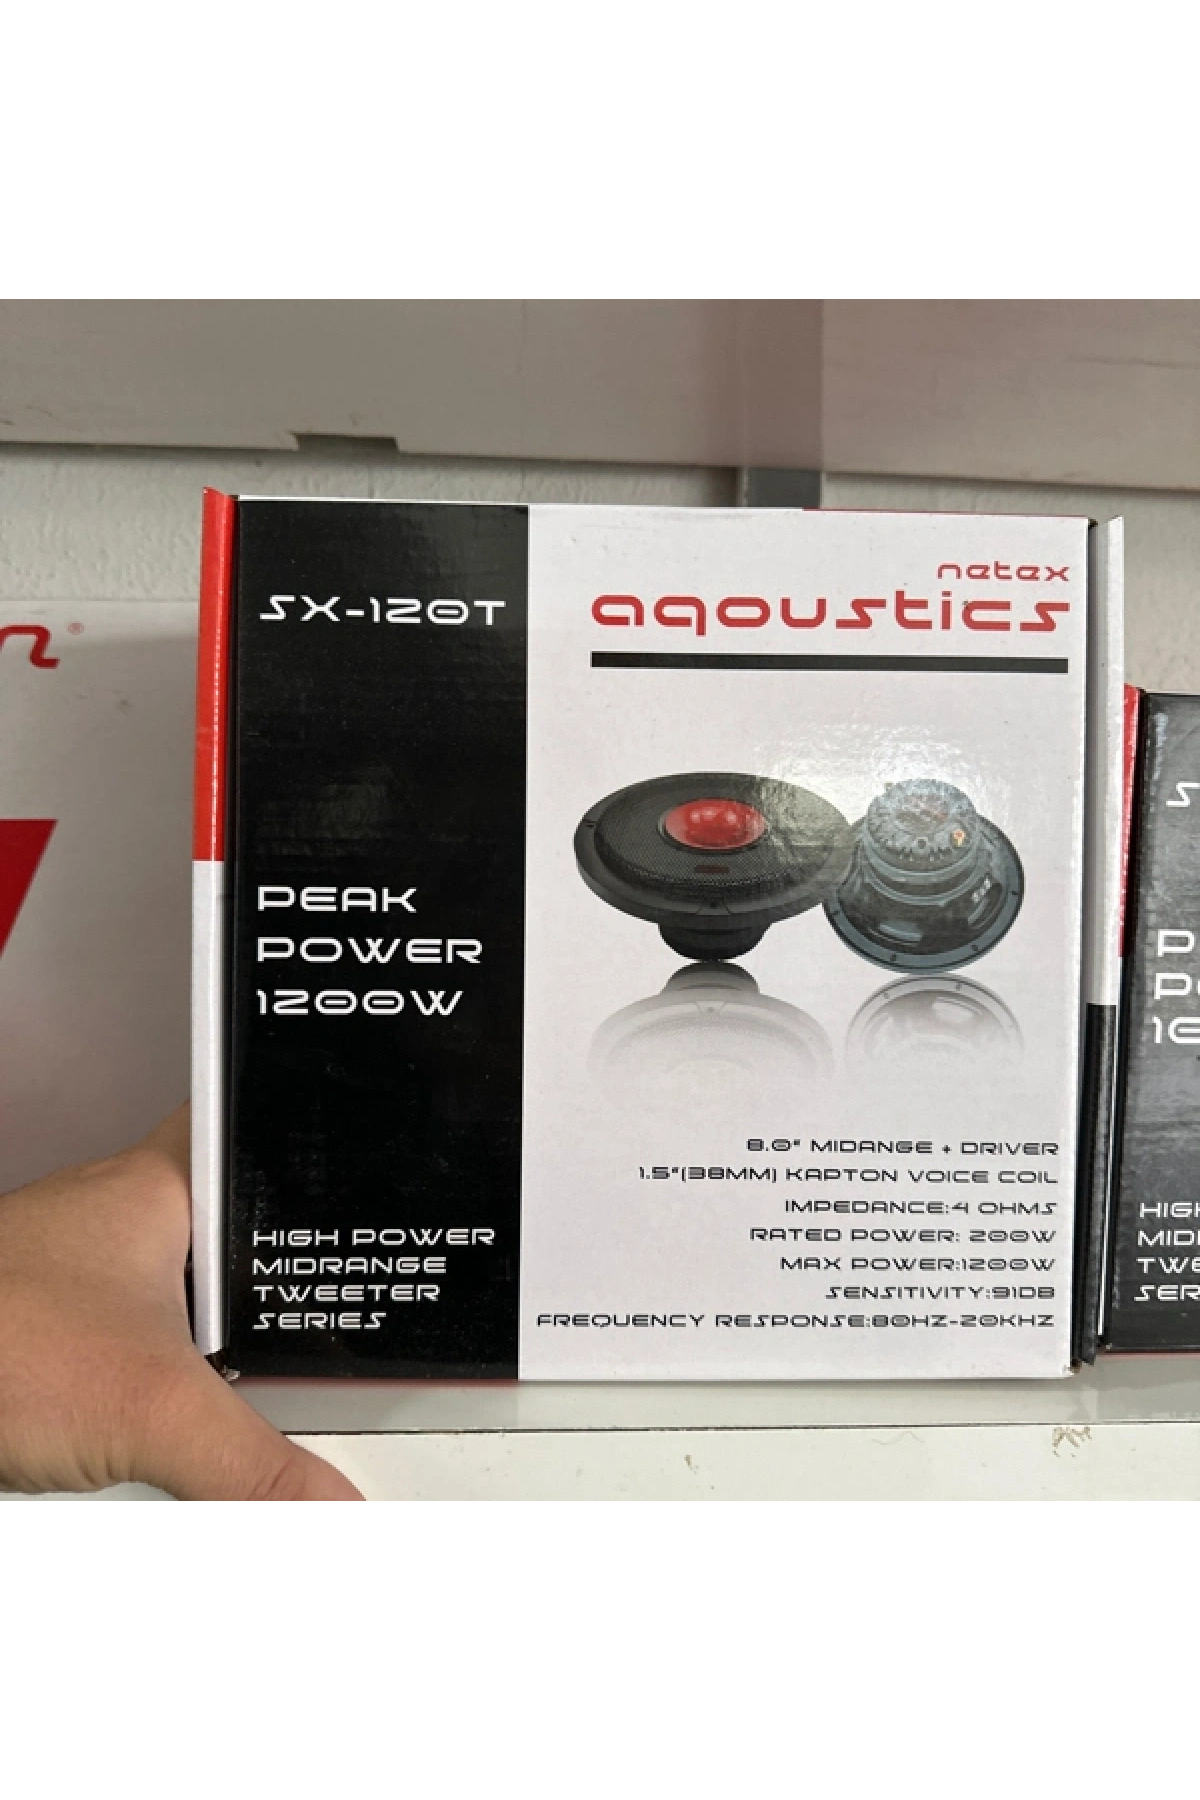 SX-120T
netex
aqoustics
PEAK
POWER
1200W
8.0" MIDANGE + DRIVER
1.5"(38MM) KAPTON VOICE COIL
IMPEDANCE:4 OHMS
RATED POWER: 200W
MAX POWER:1200W
SENSITIVITY:91DB
FREQUENCY RESPONSE:80HZ-20KHZ
HIGH POWER
MIDRANGE
TWEETER
SERIES